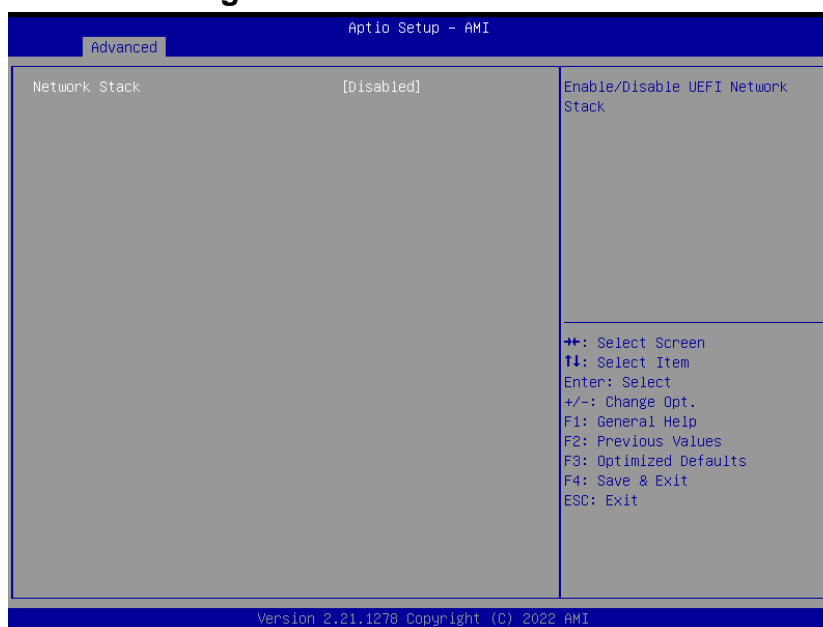 Aptio Setup – AMI
Advanced
Network Stack [Disabled]
Enable/Disable UEFI Network
Stack
→←: Select Screen
↑↓: Select Item
Enter: Select
+/-: Change Opt.
F1: General Help
F2: Previous Values
F3: Optimized Defaults
F4: Save & Exit
ESC: Exit
Version 2.21.1278 Copyright (C) 2022 AMI